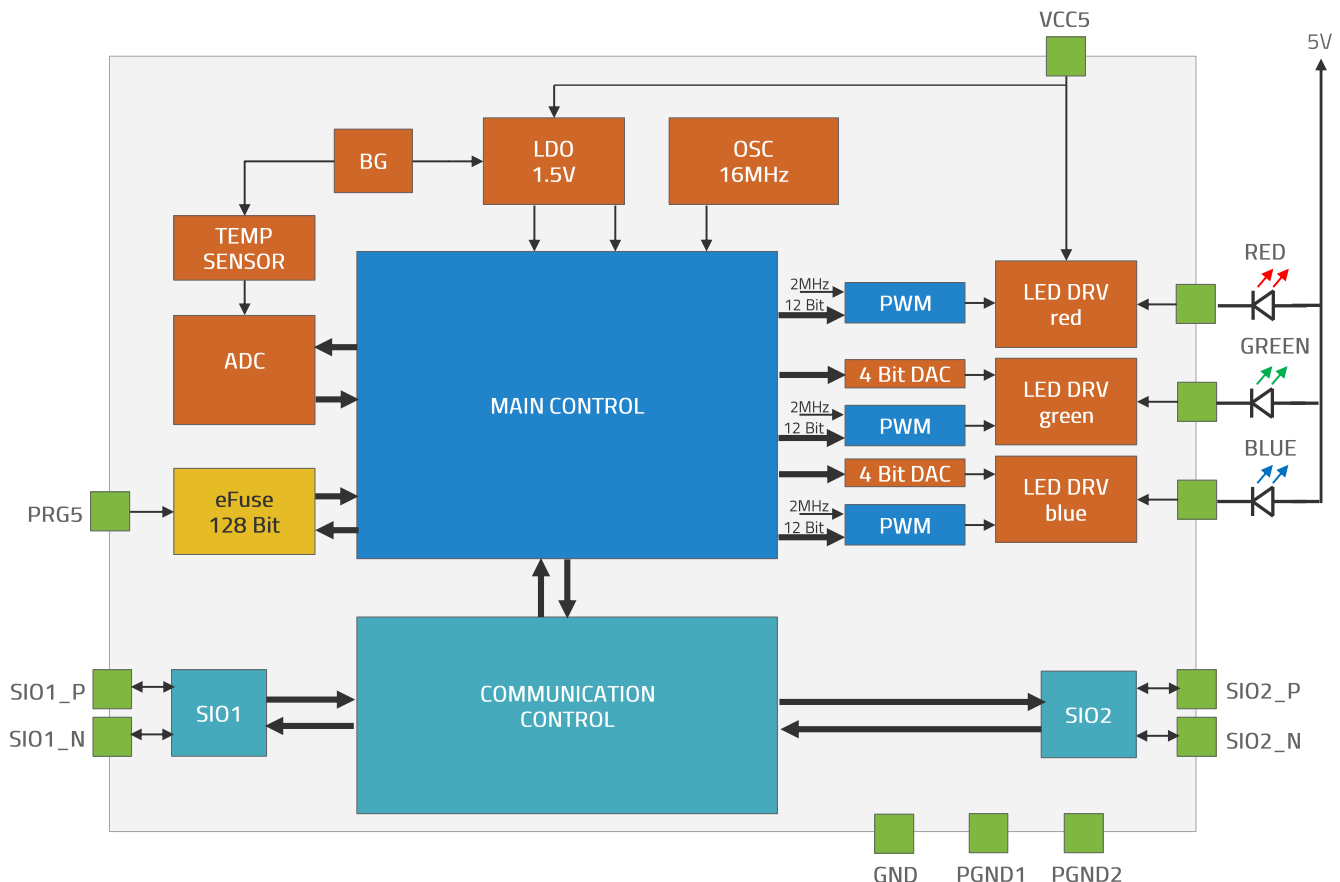 VCC5
5V
LDO
1.5V
OSC
16MHz
BG
TEMP
SENSOR
ADC
MAIN CONTROL
2MHz
12 Bit
PWM
LED DRV
red
RED
4 Bit DAC
2MHz
12 Bit
PWM
LED DRV
green
GREEN
4 Bit DAC
2MHz
12 Bit
PWM
LED DRV
blue
BLUE
PRG5
eFuse
128 Bit
SIO1_P
SIO1_N
SIO1
COMMUNICATION
CONTROL
SIO2
SIO2_P
SIO2_N
GND
PGND1
PGND2